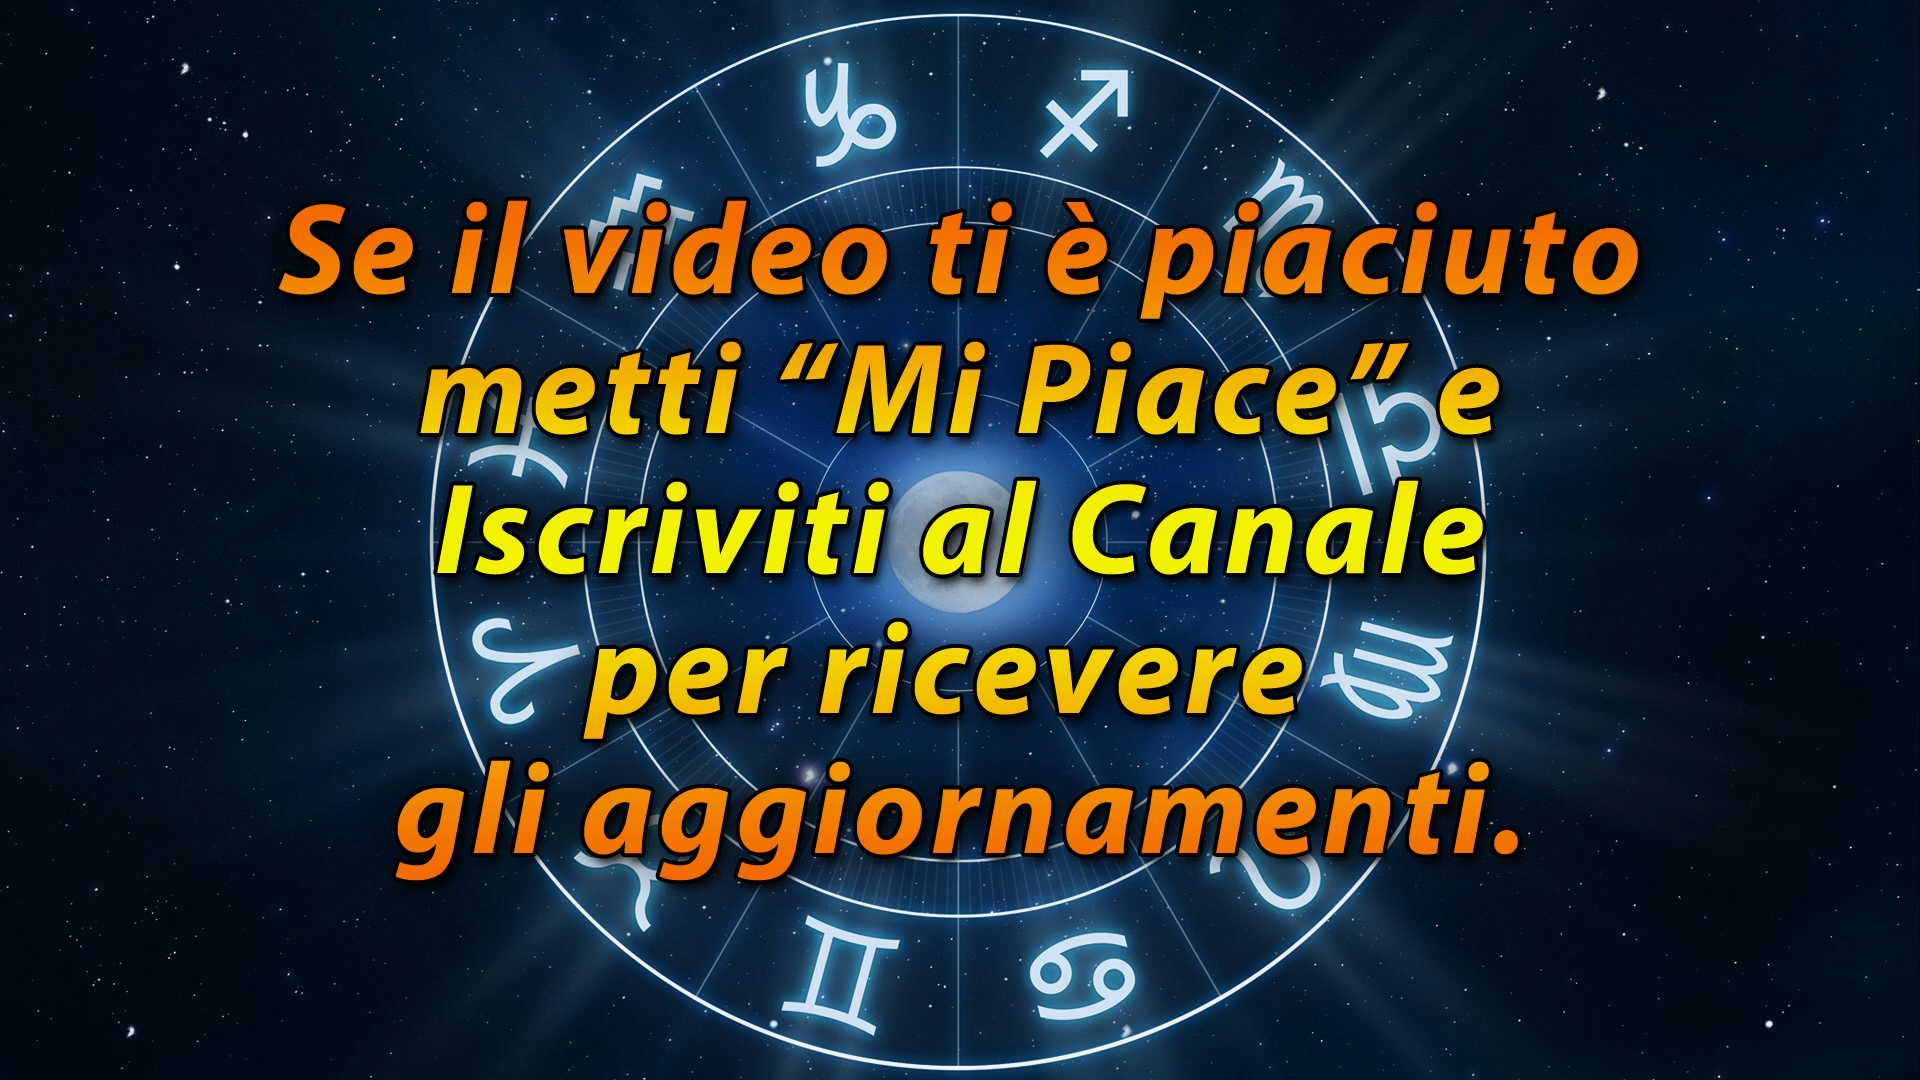 Se il video ti è piaciuto
metti “Mi Piace” e
Iscriviti al Canale
per ricevere
gli aggiornamenti.